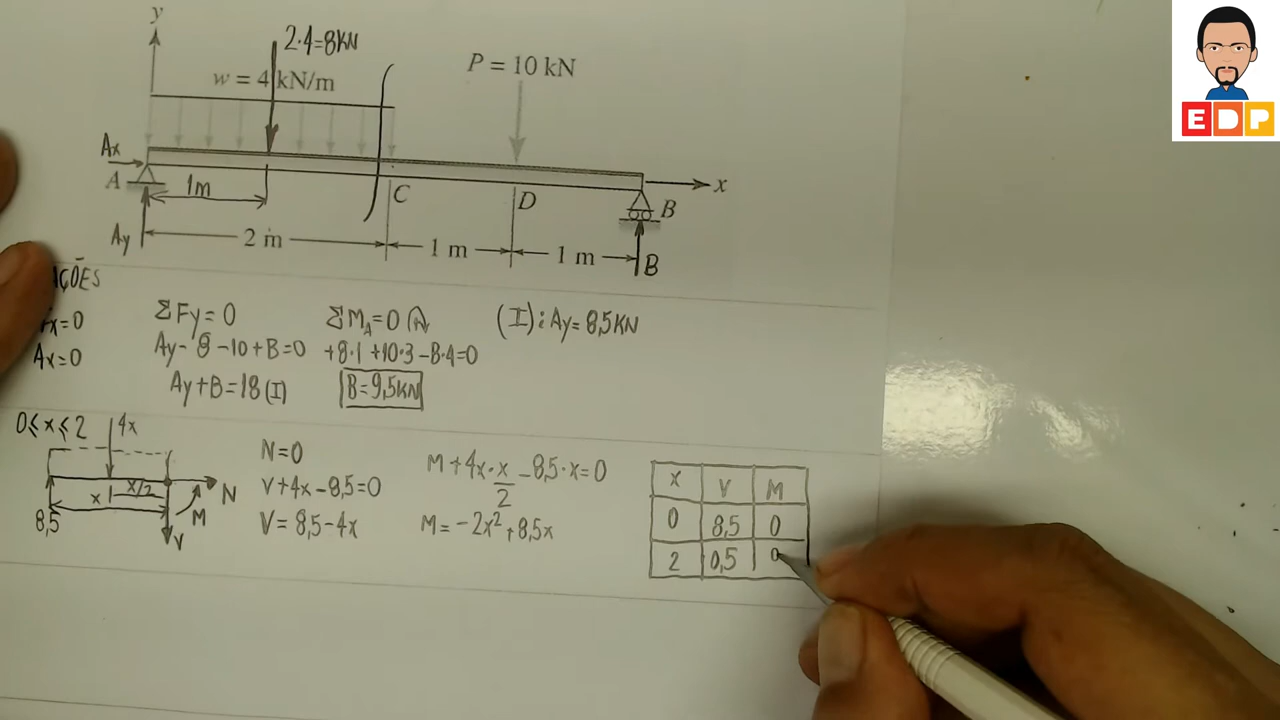 y
2·4=8KN
w = 4 kN/m
P = 10 kN
Ax
A
1m
C
D
x
B
Ay
2 m
1 m
1 m
B
AÇÕES
Fx=0
Ax=0
ΣFy=0
Ay-8-10+B=0
Ay+B=18(I)
ΣM_A=0
+8·1+10·3-B·4=0
B=9,5KN
(I): Ay=8,5KN
0≤x≤2
4x
x
x/2
N
M
8,5
V
N=0
V+4x-8,5=0
V=8,5-4x
M+4x·x/2-8,5·x=0
M=-2x²+8,5x
x V M
0 8,5 0
2 0,5
EDP